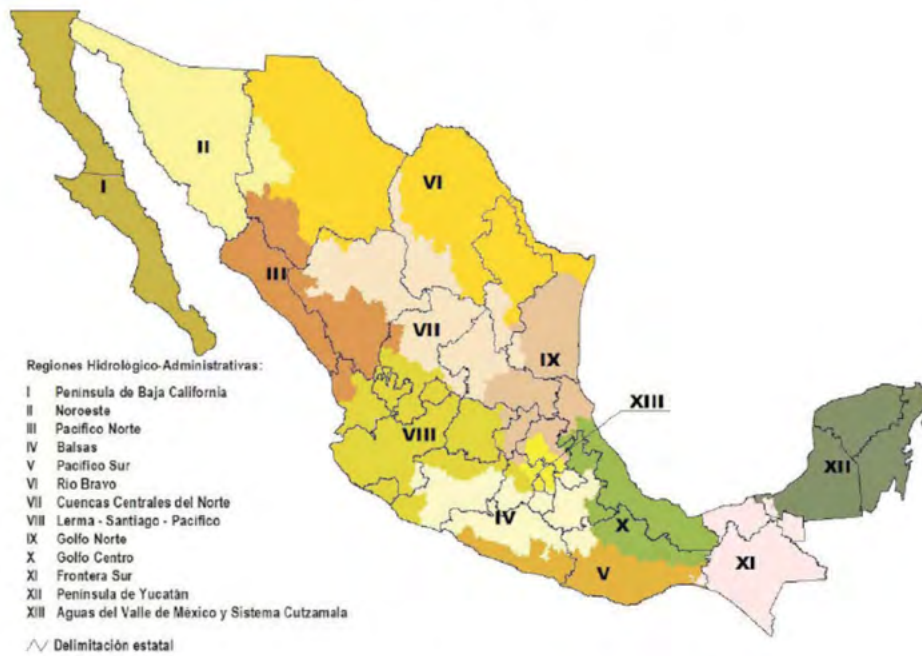 I
II
III
VI
VII
IX
XIII
VIII
IV
X
V
XI
XII
Regiones Hidrológico-Administrativas:
I Península de Baja California
II Noroeste
III Pacífico Norte
IV Balsas
V Pacífico Sur
VI Río Bravo
VII Cuencas Centrales del Norte
VIII Lerma - Santiago - Pacífico
IX Golfo Norte
X Golfo Centro
XI Frontera Sur
XII Península de Yucatán
XIII Aguas del Valle de México y Sistema Cutzamala
Delimitación estatal